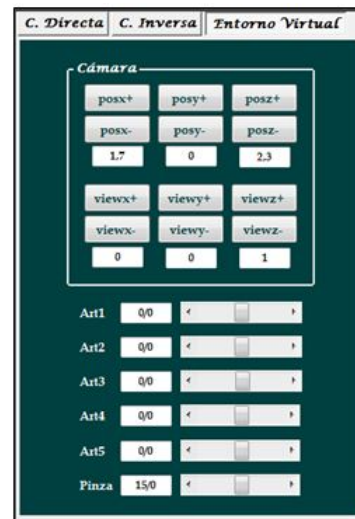 C. Directa C. Inversa Entorno Virtual
Cámara
posx+ posy+ posz+
posx- posy- posz-
1,7 0 2,3
viewx+ viewy+ viewz+
viewx- viewy- viewz-
0 0 1
Art1 0/0
Art2 0/0
Art3 0/0
Art4 0/0
Art5 0/0
Pinza 15/0